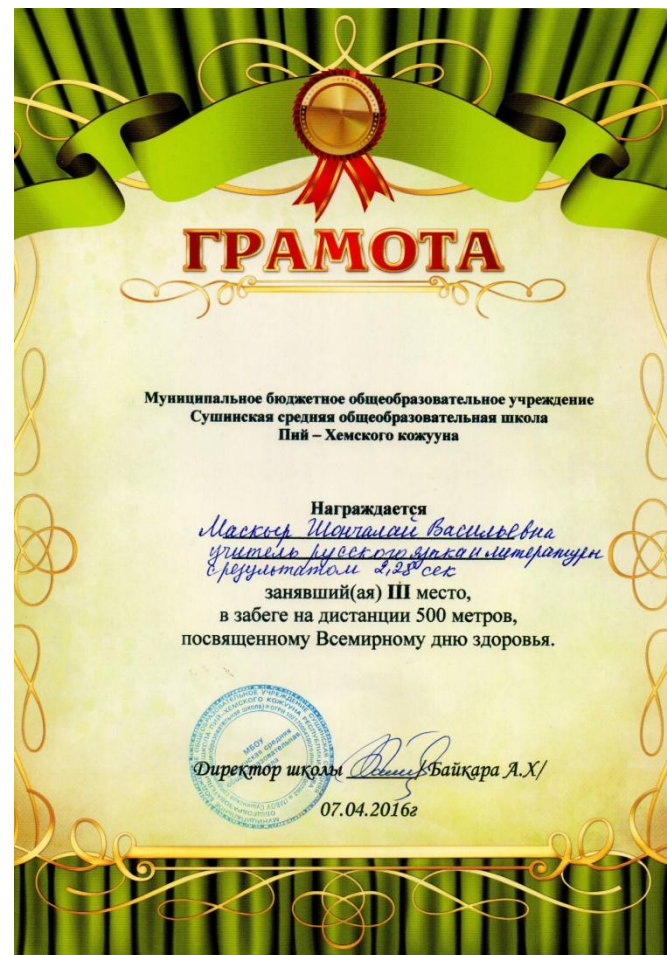 ГРАМОТА
Муниципальное бюджетное общеобразовательное учреждение
Сушинская средняя общеобразовательная школа
Пий – Хемского кожууна
Награждается
Маскыр Шончалай Васильевна
учитель русского языка и литературы
с результатом 2,28 сек
занявший(ая) III место,
в забеге на дистанции 500 метров,
посвященному Всемирному дню здоровья.
МБОУ
Директор школы /Байкара А.Х/
07.04.2016г